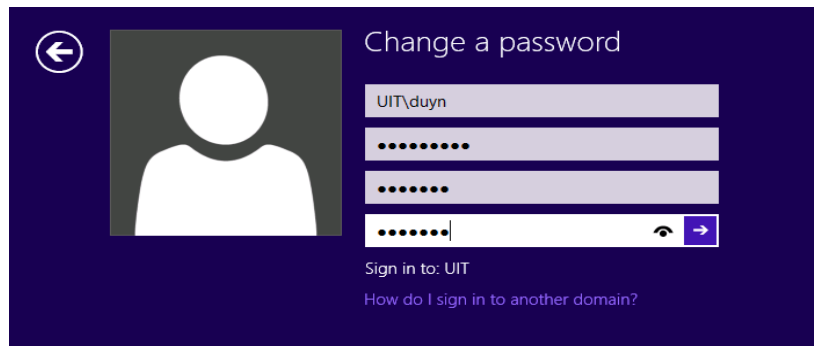 Change a password
UIT\duyn
●●●●●●●●●
●●●●●●●
●●●●●●●
Sign in to: UIT
How do I sign in to another domain?